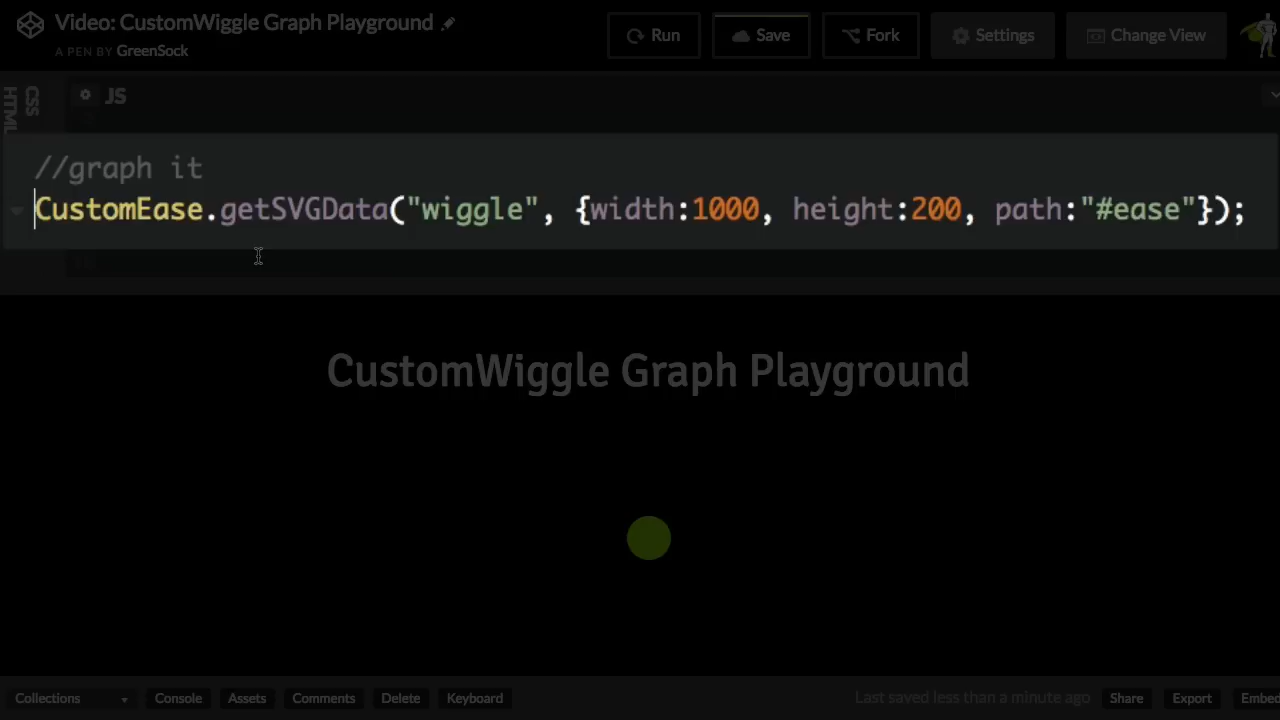 Video: CustomWiggle Graph Playground
A PEN BY GreenSock
Run
Save
Fork
Settings
Change View
HTML
CSS
JS
//graph it
CustomEase.getSVGData("wiggle", {width:1000, height:200, path:"#ease"});
CustomWiggle Graph Playground
Collections
Console
Assets
Comments
Delete
Keyboard
Last saved less than a minute ago
Share
Export
Embed